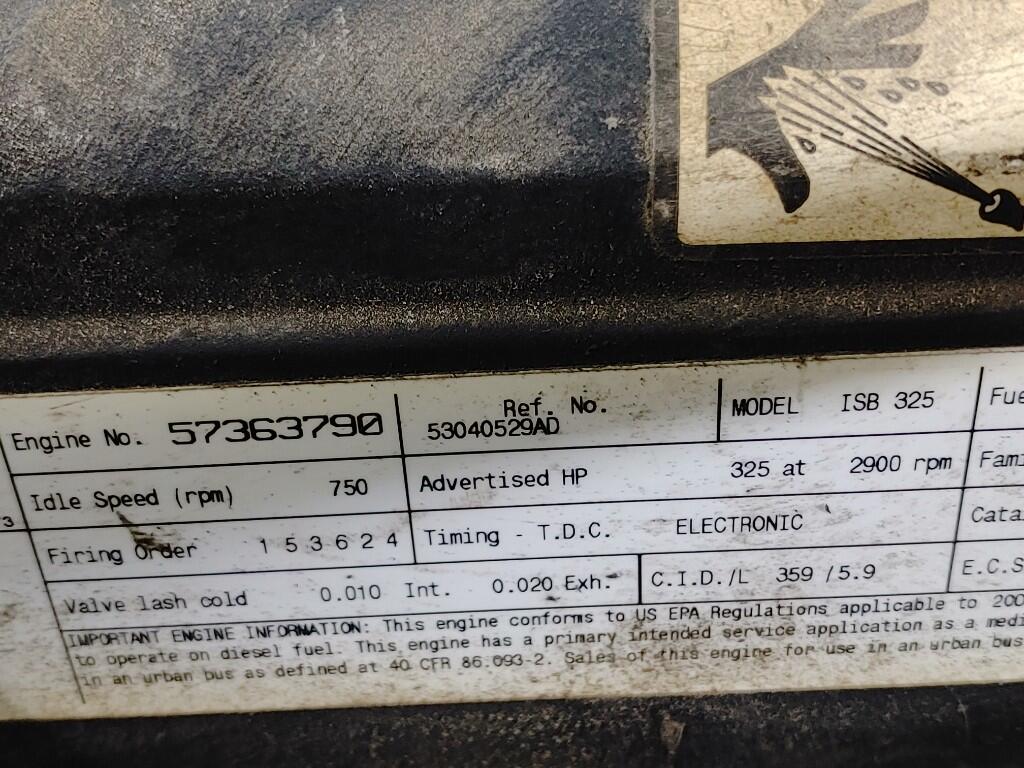 Engine No. 57363790
Ref. No.
53040529AD
MODEL ISB 325
Fue
Idle Speed (rpm) 750
Advertised HP 325 at 2900 rpm
Fami
3
Firing Order 1 5 3 6 2 4
Timing - T.D.C. ELECTRONIC
Cata
Valve lash cold 0.010 Int. 0.020 Exh.
C.I.D./L 359 / 5.9
E.C.S
IMPORTANT ENGINE INFORMATION: This engine conforms to US EPA Regulations applicable to 200
to operate on diesel fuel. This engine has a primary intended service application as a medi
in an urban bus as defined at 40 CFR 86.093-2. Sales of this engine for use in an urban bus